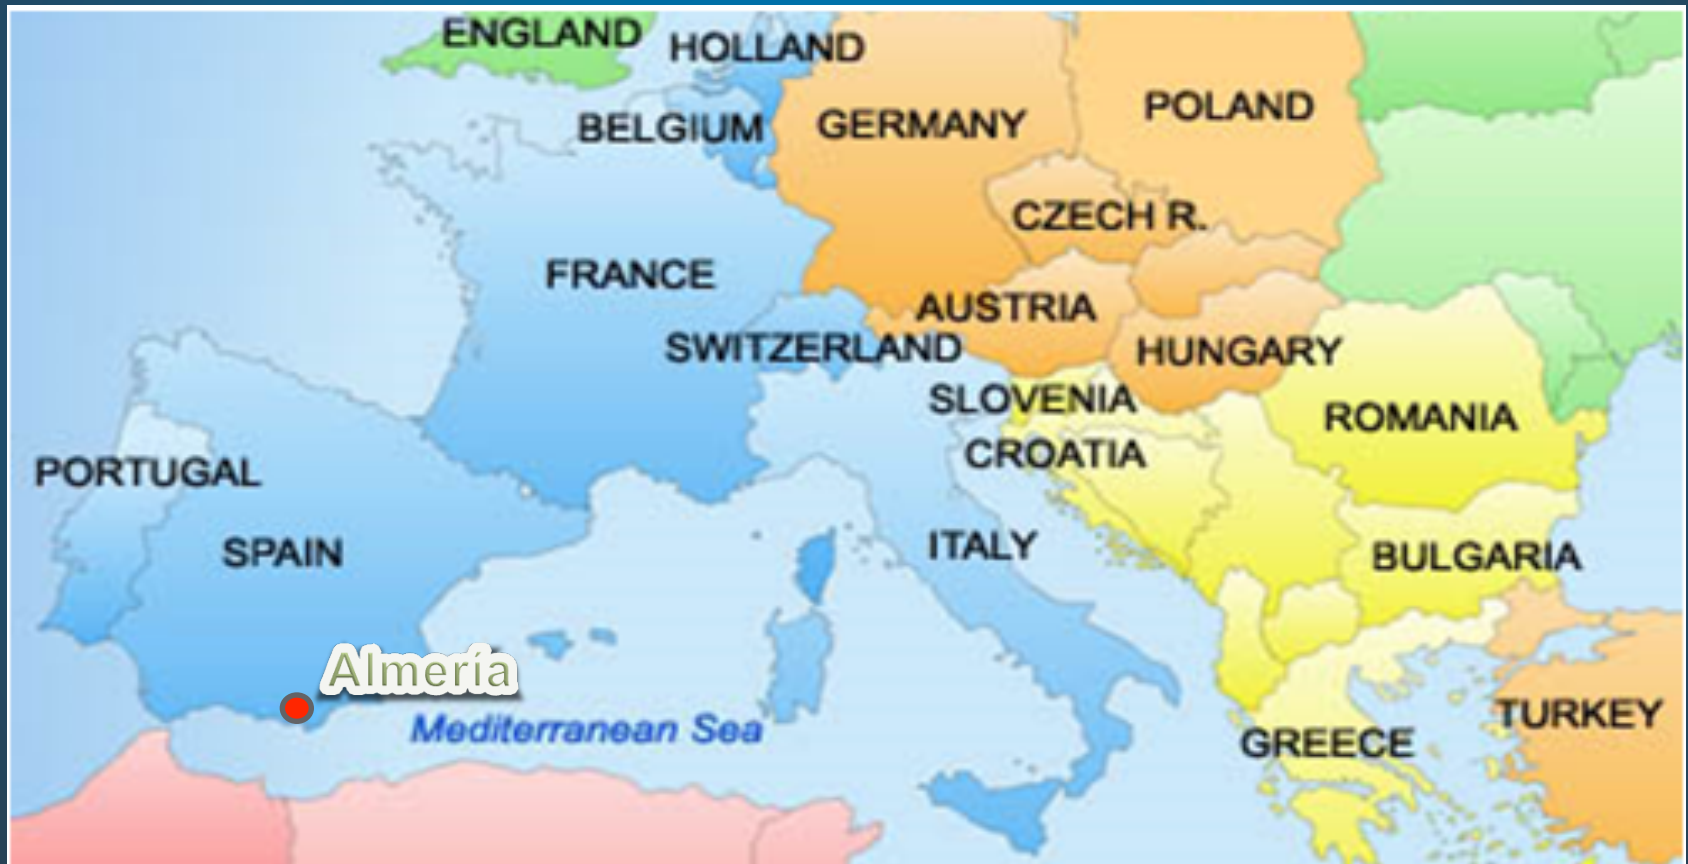 ENGLAND
HOLLAND
BELGIUM
GERMANY
POLAND
CZECH R.
FRANCE
AUSTRIA
SWITZERLAND
HUNGARY
SLOVENIA
ROMANIA
CROATIA
PORTUGAL
SPAIN
ITALY
BULGARIA
Almería
Mediterranean Sea
TURKEY
GREECE